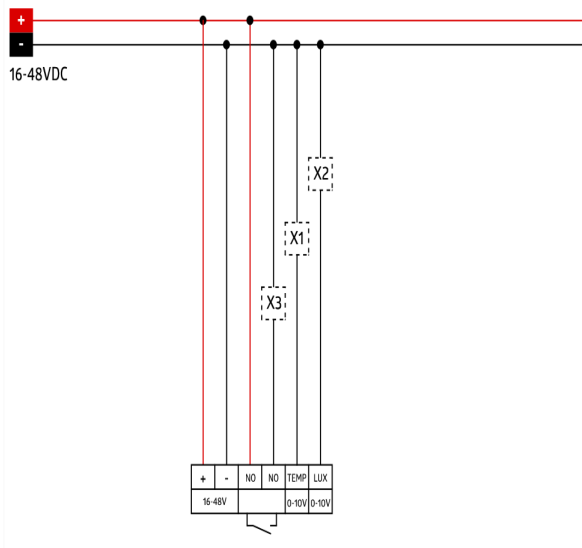 +
-
16-48VDC
X2
X1
X3
+ - NO NO TEMP LUX
16-48V 0-10V 0-10V